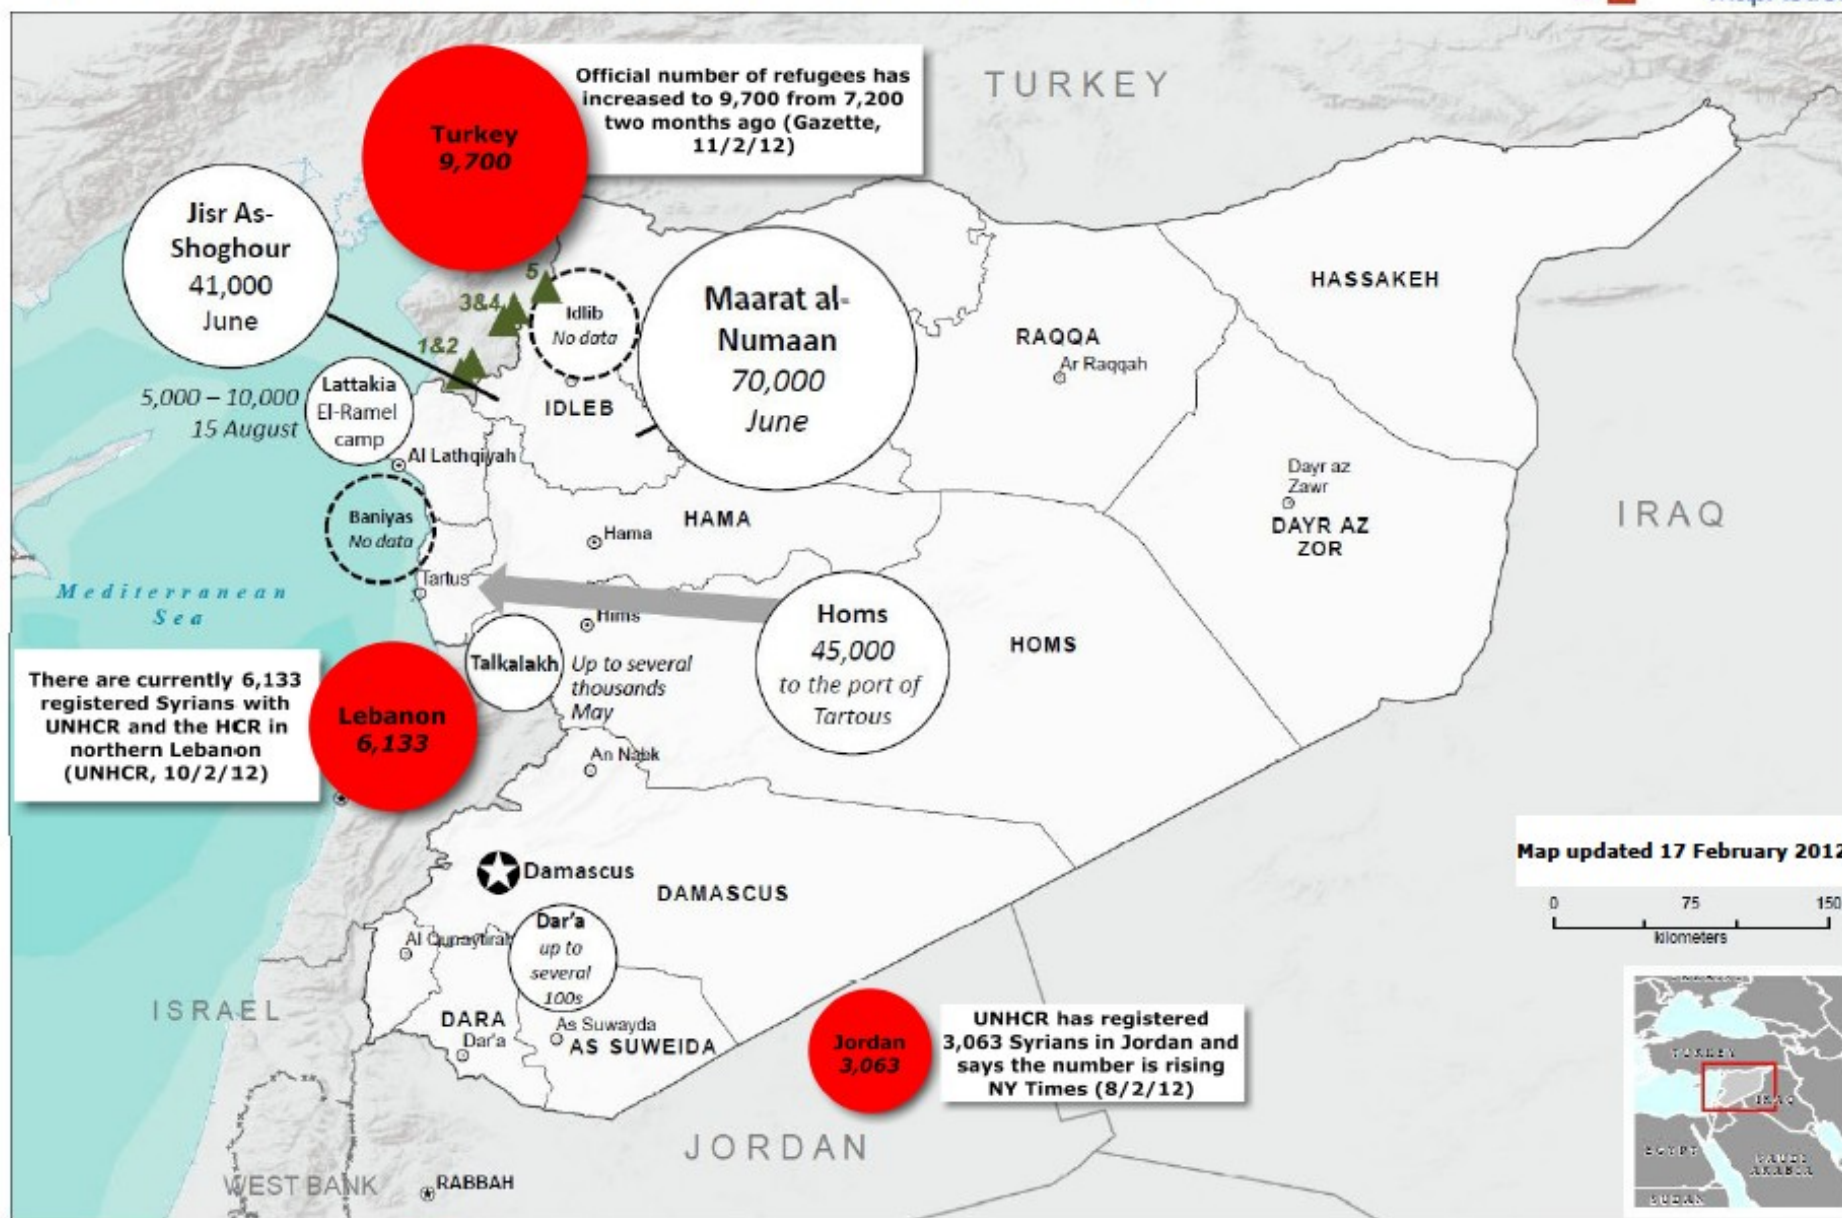 TURKEY
Official number of refugees has
increased to 9,700 from 7,200
two months ago (Gazette,
11/2/12)
Turkey
9,700
Jisr As-
Shoghour
41,000
June
5
3&4
1&2
Idlib
No data
Maarat al-
Numaan
70,000
June
HASSAKEH
RAQQA
Ar Raqqah
Lattakia
El-Ramel
camp
5,000 – 10,000
15 August
IDLEB
Al Lathqiyah
Dayr az
Zawr
DAYR AZ
ZOR
IRAQ
Baniyas
No data
HAMA
Hama
Tartus
Mediterranean
Sea
Hims
Homs
45,000
to the port of
Tartous
HOMS
Talkalakh
Up to several
thousands
May
There are currently 6,133
registered Syrians with
UNHCR and the HCR in
northern Lebanon
(UNHCR, 10/2/12)
Lebanon
6,133
An Nabk
Map updated 17 February 2012
0 75 150
kilometers
Damascus
DAMASCUS
Dar'a
up to
several
100s
Al Qunaytirah
ISRAEL
DARA
Dar'a
As Suwayda
AS SUWEIDA
Jordan
3,063
UNHCR has registered
3,063 Syrians in Jordan and
says the number is rising
NY Times (8/2/12)
JORDAN
WEST BANK
RABBAH
TURKEY
IRAQ
EGYPT
SAUDI
ARABIA
SUDAN